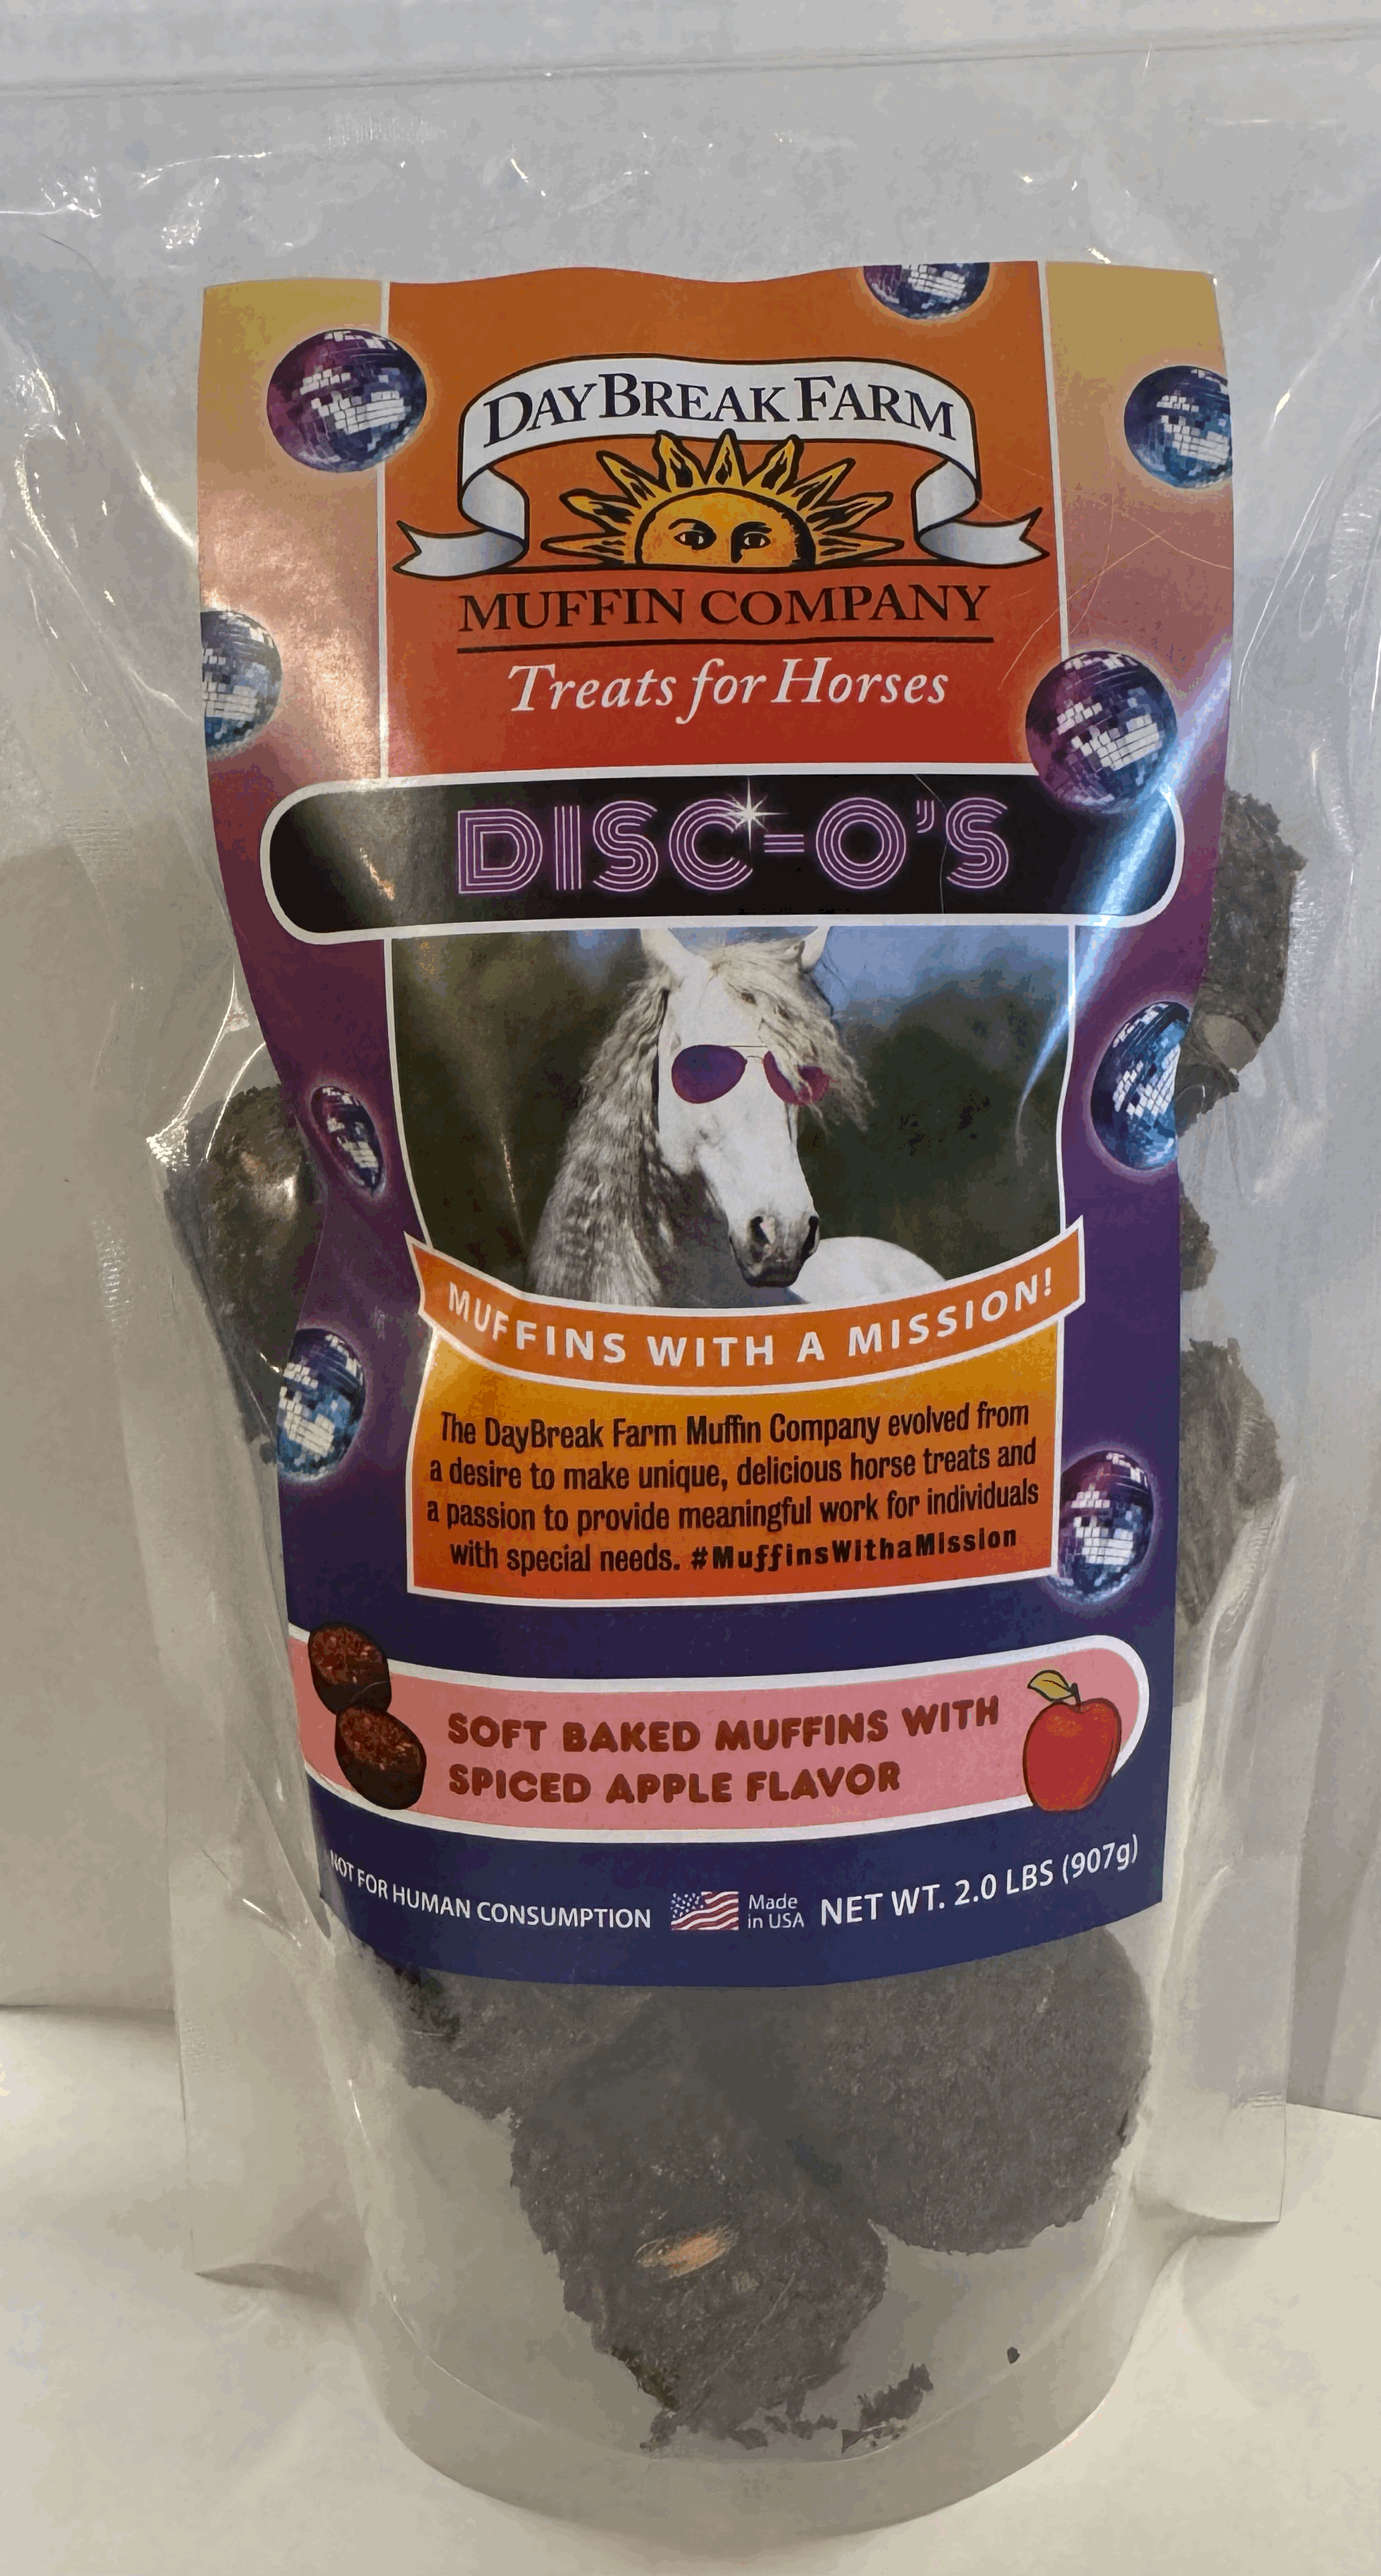 DAYBREAK FARM
MUFFIN COMPANY
Treats for Horses
DISC-O'S
MUFFINS WITH A MISSION!
The DayBreak Farm Muffin Company evolved from
a desire to make unique, delicious horse treats and
a passion to provide meaningful work for individuals
with special needs. #MuffinsWithaMission
SOFT BAKED MUFFINS WITH
SPICED APPLE FLAVOR
NOT FOR HUMAN CONSUMPTION
Made
in USA
NET WT. 2.0 LBS (907g)